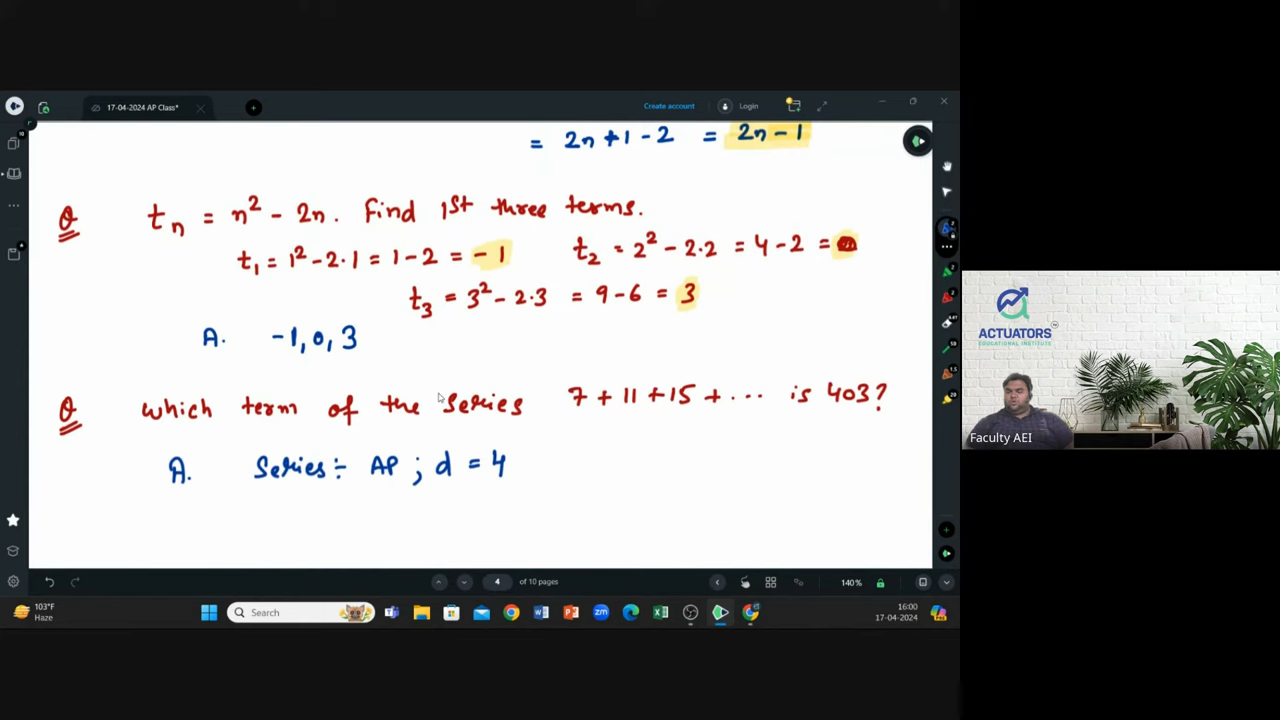 17-04-2024 AP Class*
Create account
Login
= 2n + 1 - 2 = 2n - 1
Q tn = n² - 2n. Find 1st three terms.
t1 = 1² - 2·1 = 1 - 2 = -1 t2 = 2² - 2·2 = 4 - 2 =
t3 = 3² - 2·3 = 9 - 6 = 3
A. -1, 0, 3
Q which term of the series 7 + 11 + 15 + ... is 403?
A. Series:- AP ; d = 4
ACTUATORS
EDUCATIONAL INSTITUTE
Faculty AEI
4 of 10 pages
140%
103°F
Haze
Search
16:00
17-04-2024